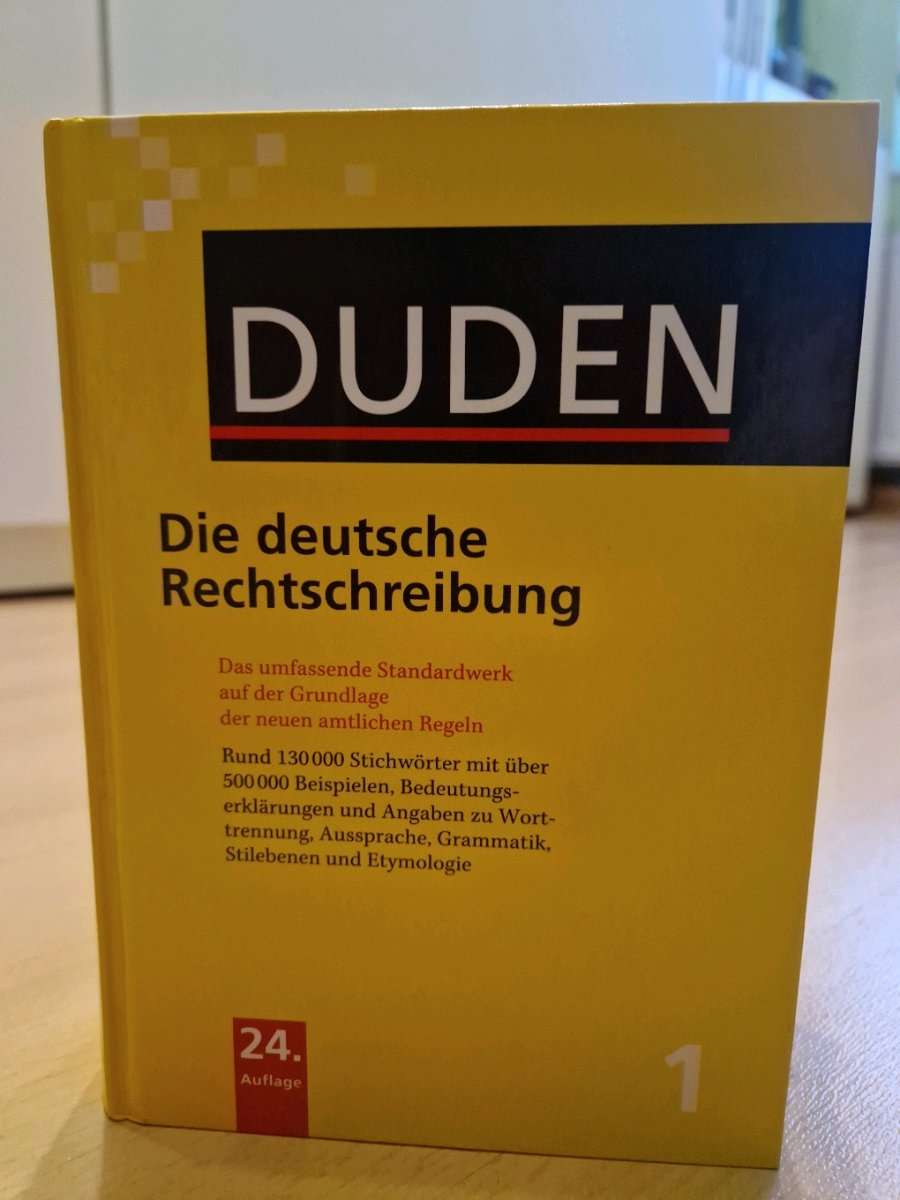 DUDEN
Die deutsche
Rechtschreibung
Das umfassende Standardwerk
auf der Grundlage
der neuen amtlichen Regeln
Rund 130 000 Stichwörter mit über
500 000 Beispielen, Bedeutungs-
erklärungen und Angaben zu Wort-
trennung, Aussprache, Grammatik,
Stilebenen und Etymologie
24.
Auflage
1